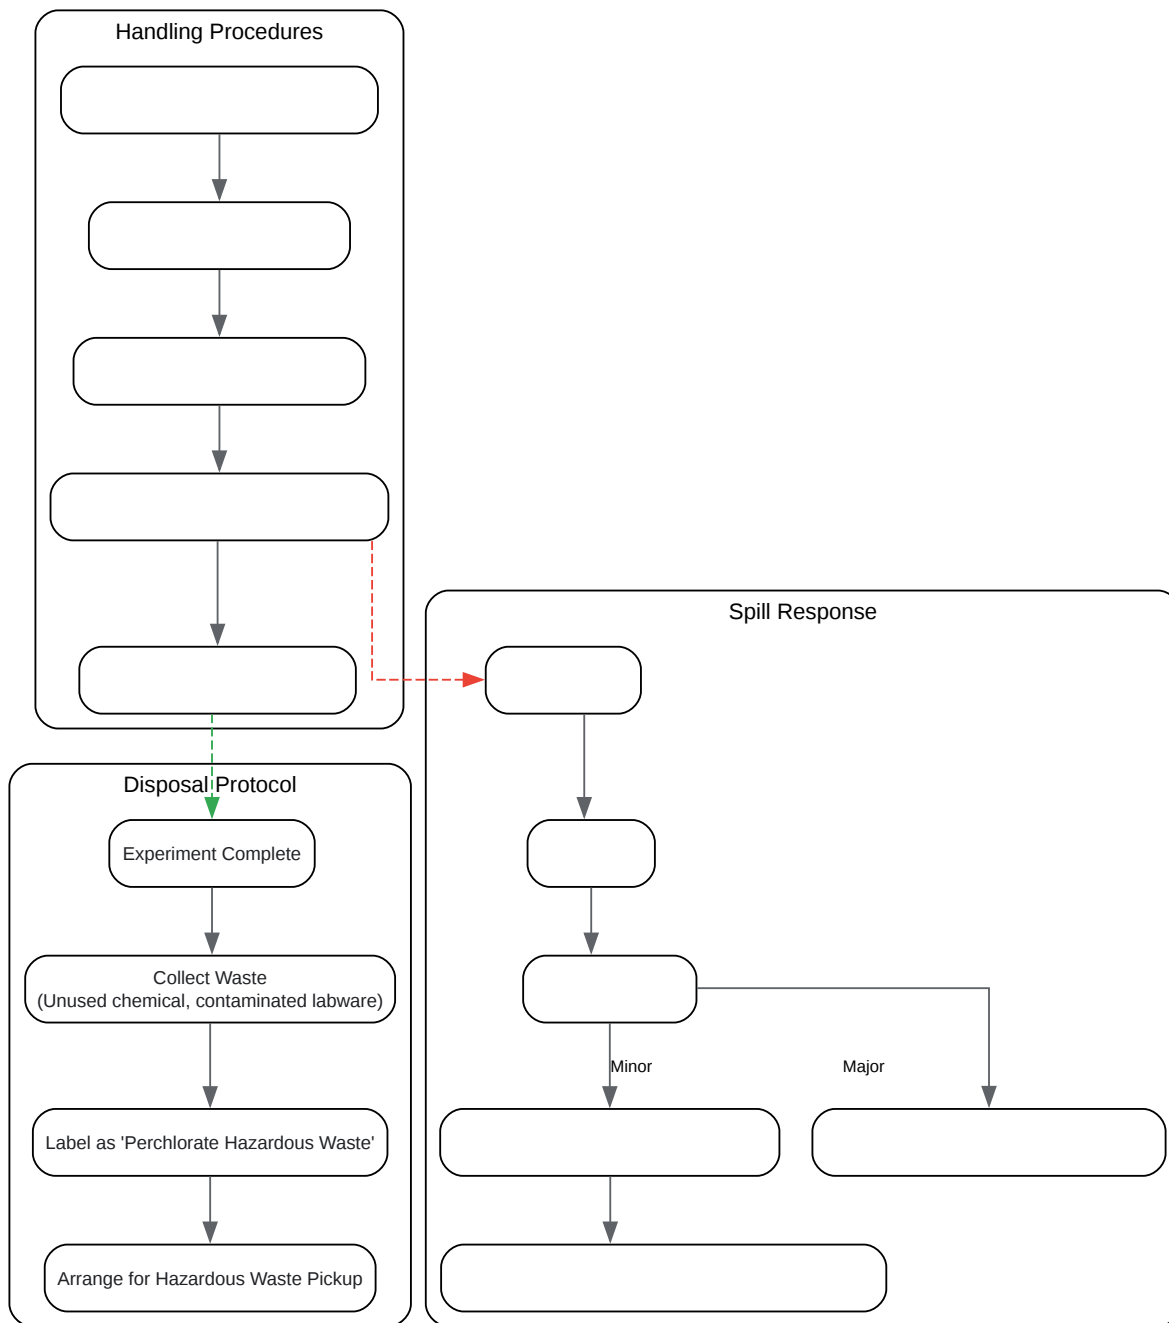 Handling Procedures
Spill Response
Disposal Protocol
Experiment Complete
Collect Waste
(Unused chemical, contaminated labware)
Minor
Major
Label as 'Perchlorate Hazardous Waste'
Arrange for Hazardous Waste Pickup